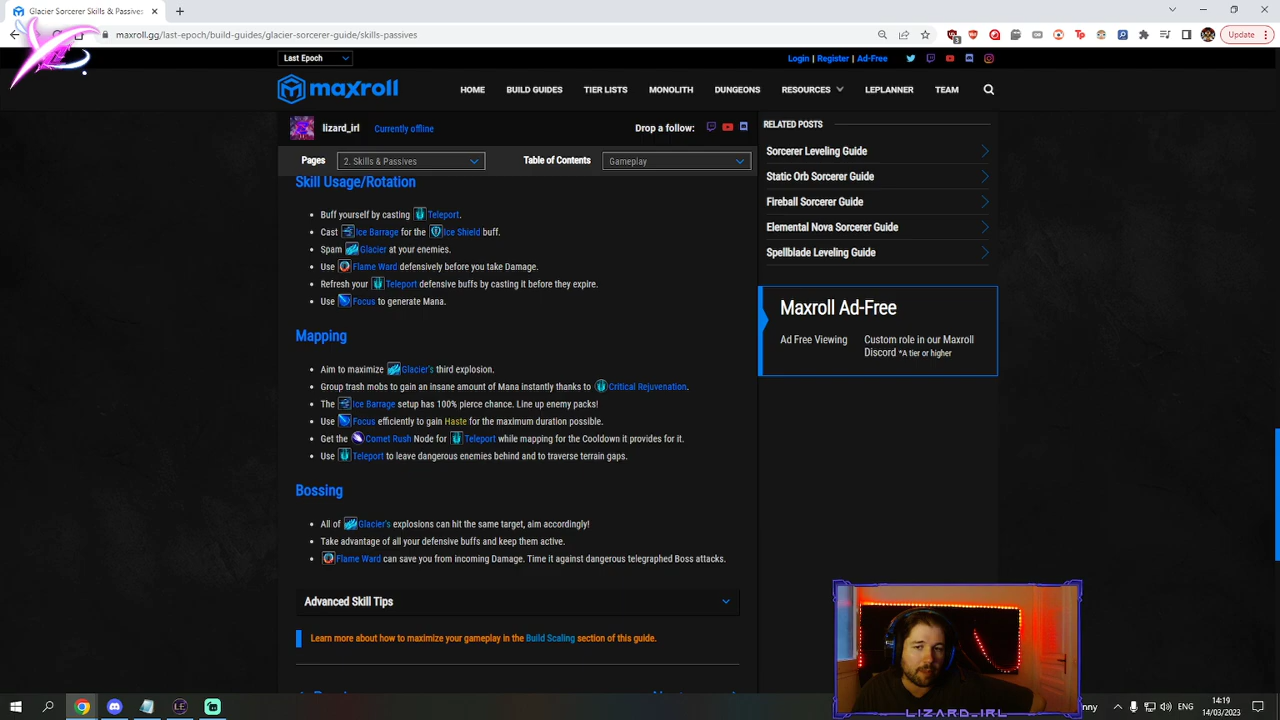 Glacier Sorcerer Skills & Passives
maxroll.gg/last-epoch/build-guides/glacier-sorcerer-guide/skills-passives
3
Update
Last Epoch
Login | Register | Ad-Free
maxroll
HOME
BUILD GUIDES
TIER LISTS
MONOLITH
DUNGEONS
RESOURCES
LEPLANNER
TEAM
lizard_irl
Currently offline
Drop a follow:
Pages
2. Skills & Passives
Table of Contents
Gameplay
Skill Usage/Rotation
Buff yourself by casting Teleport.
Cast Ice Barrage for the Ice Shield buff.
Spam Glacier at your enemies.
Use Flame Ward defensively before you take Damage.
Refresh your Teleport defensive buffs by casting it before they expire.
Use Focus to generate Mana.
Mapping
Aim to maximize Glacier's third explosion.
Group trash mobs to gain an insane amount of Mana instantly thanks to Critical Rejuvenation.
The Ice Barrage setup has 100% pierce chance. Line up enemy packs!
Use Focus efficiently to gain Haste for the maximum duration possible.
Get the Comet Rush Node for Teleport while mapping for the Cooldown it provides for it.
Use Teleport to leave dangerous enemies behind and to traverse terrain gaps.
Bossing
All of Glacier's explosions can hit the same target, aim accordingly!
Take advantage of all your defensive buffs and keep them active.
Flame Ward can save you from incoming Damage. Time it against dangerous telegraphed Boss attacks.
Advanced Skill Tips
Learn more about how to maximize your gameplay in the Build Scaling section of this guide.
RELATED POSTS
Sorcerer Leveling Guide
Static Orb Sorcerer Guide
Fireball Sorcerer Guide
Elemental Nova Sorcerer Guide
Spellblade Leveling Guide
Maxroll Ad-Free
Ad Free Viewing
Custom role in our Maxroll
Discord *A tier or higher
LIZARD_IRL
nny
ENG
14:19
14/03/2023